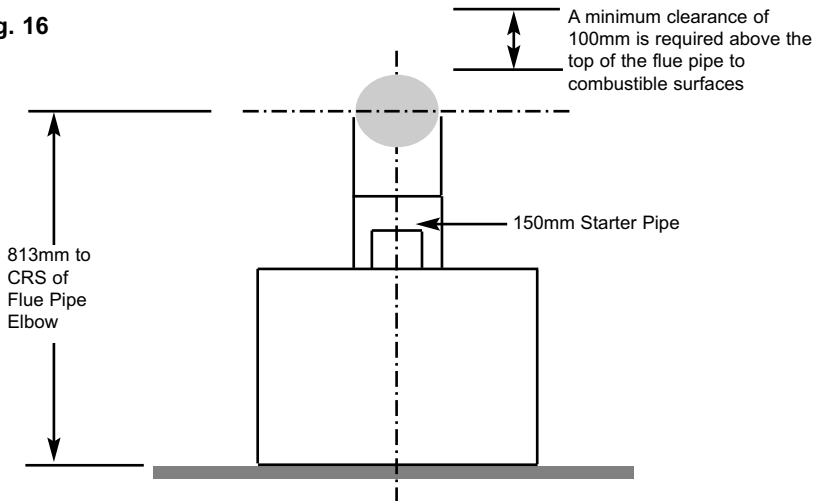 g. 16
A minimum clearance of
100mm is required above the
top of the flue pipe to
combustible surfaces
150mm Starter Pipe
813mm to
CRS of
Flue Pipe
Elbow